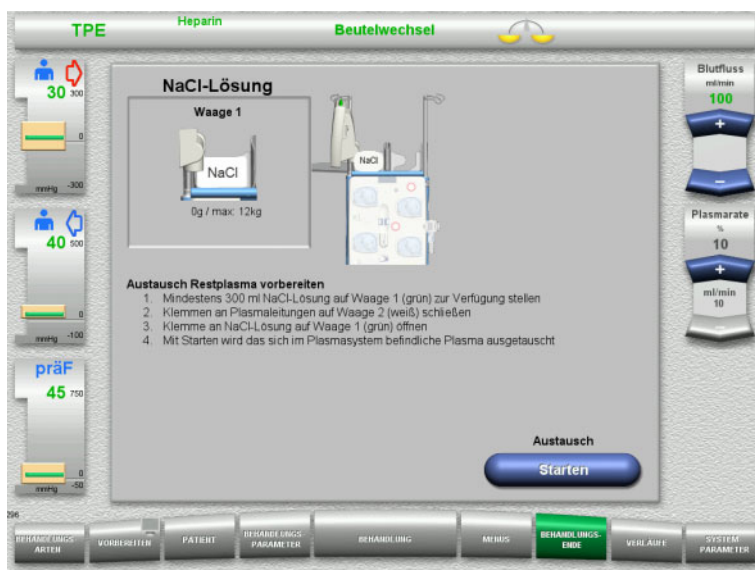 TPE
Heparin
Beutelwechsel
30
300
0
-300
mmHg
40
500
0
-100
mmHg
präF
45
750
0
-50
mmHg
NaCl-Lösung
Waage 1
NaCl
0g / max: 12kg
NaCl
Austausch Restplasma vorbereiten
1. Mindestens 300 ml NaCl-Lösung auf Waage 1 (grün) zur Verfügung stellen
2. Klemmen an Plasmaleitungen auf Waage 2 (weiß) schließen
3. Klemme an NaCl-Lösung auf Waage 1 (grün) öffnen
4. Mit Starten wird das sich im Plasmasystem befindliche Plasma ausgetauscht
Austausch
Starten
Blutfluss
ml/min
100
+
–
Plasmarate
%
10
+
ml/min
10
–
296
BEHANDLUNGS-
ARTEN
VORBEREITEN
PATIENT
BEHANDLUNGS-
PARAMETER
BEHANDLUNG
MENUS
BEHANDLUNGS-
ENDE
VERLÄUFE
SYSTEM
PARAMETER